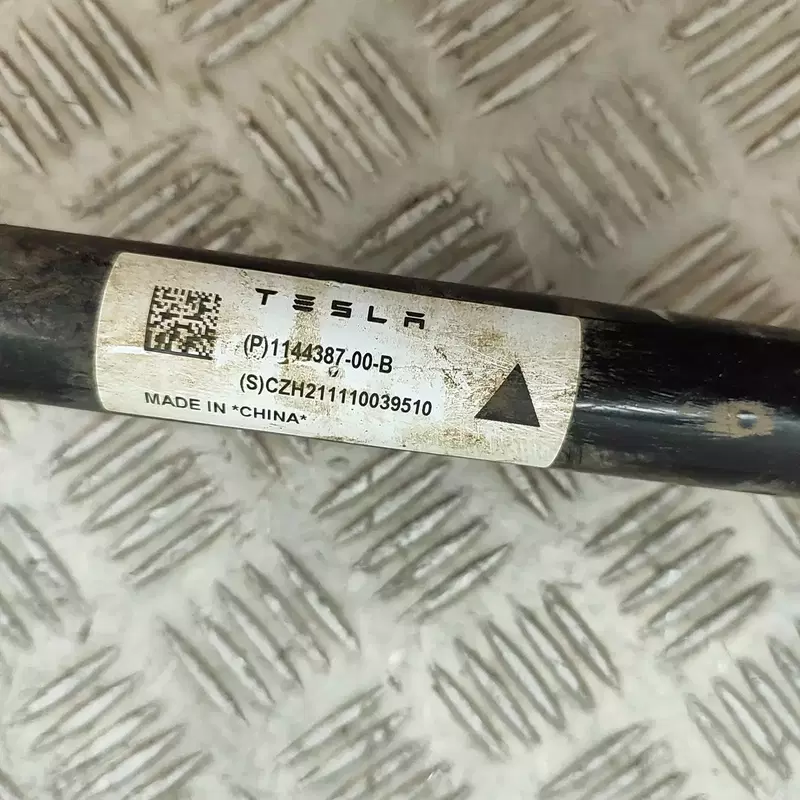 TESLA
(P)1144387-00-B
(S)CZH211110039510
MADE IN *CHINA*